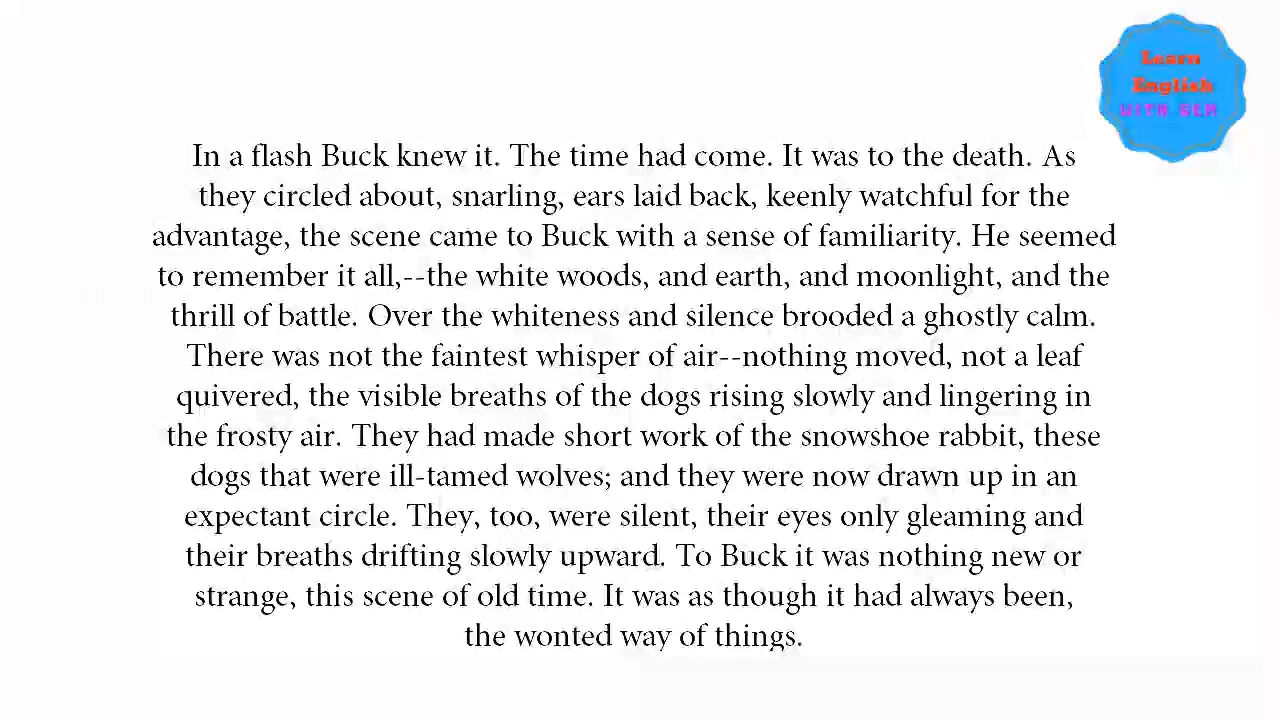 Learn
English
WITH GEM
In a flash Buck knew it. The time had come. It was to the death. As
they circled about, snarling, ears laid back, keenly watchful for the
advantage, the scene came to Buck with a sense of familiarity. He seemed
to remember it all,--the white woods, and earth, and moonlight, and the
thrill of battle. Over the whiteness and silence brooded a ghostly calm.
There was not the faintest whisper of air--nothing moved, not a leaf
quivered, the visible breaths of the dogs rising slowly and lingering in
the frosty air. They had made short work of the snowshoe rabbit, these
dogs that were ill-tamed wolves; and they were now drawn up in an
expectant circle. They, too, were silent, their eyes only gleaming and
their breaths drifting slowly upward. To Buck it was nothing new or
strange, this scene of old time. It was as though it had always been,
the wonted way of things.